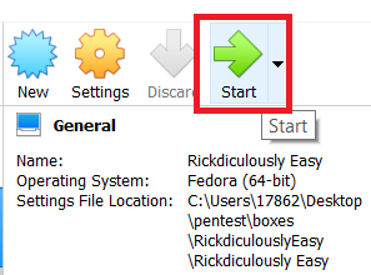 New Settings Discard Start
General Start
Name: Rickdiculously Easy
Operating System: Fedora (64-bit)
Settings File Location: C:\Users\17862\Desktop
\pentest\boxes
\RickdiculouslyEasy
\Rickdiculously Easy